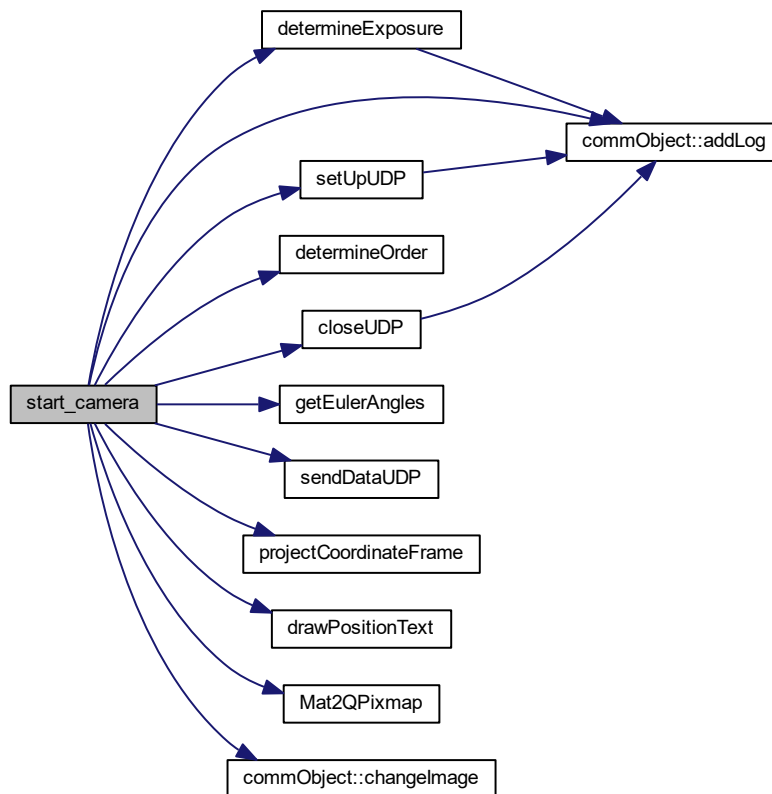 determineExposure
commObject::addLog
setUpUDP
determineOrder
closeUDP
start_camera
getEulerAngles
sendDataUDP
projectCoordinateFrame
drawPositionText
Mat2QPixmap
commObject::changeImage